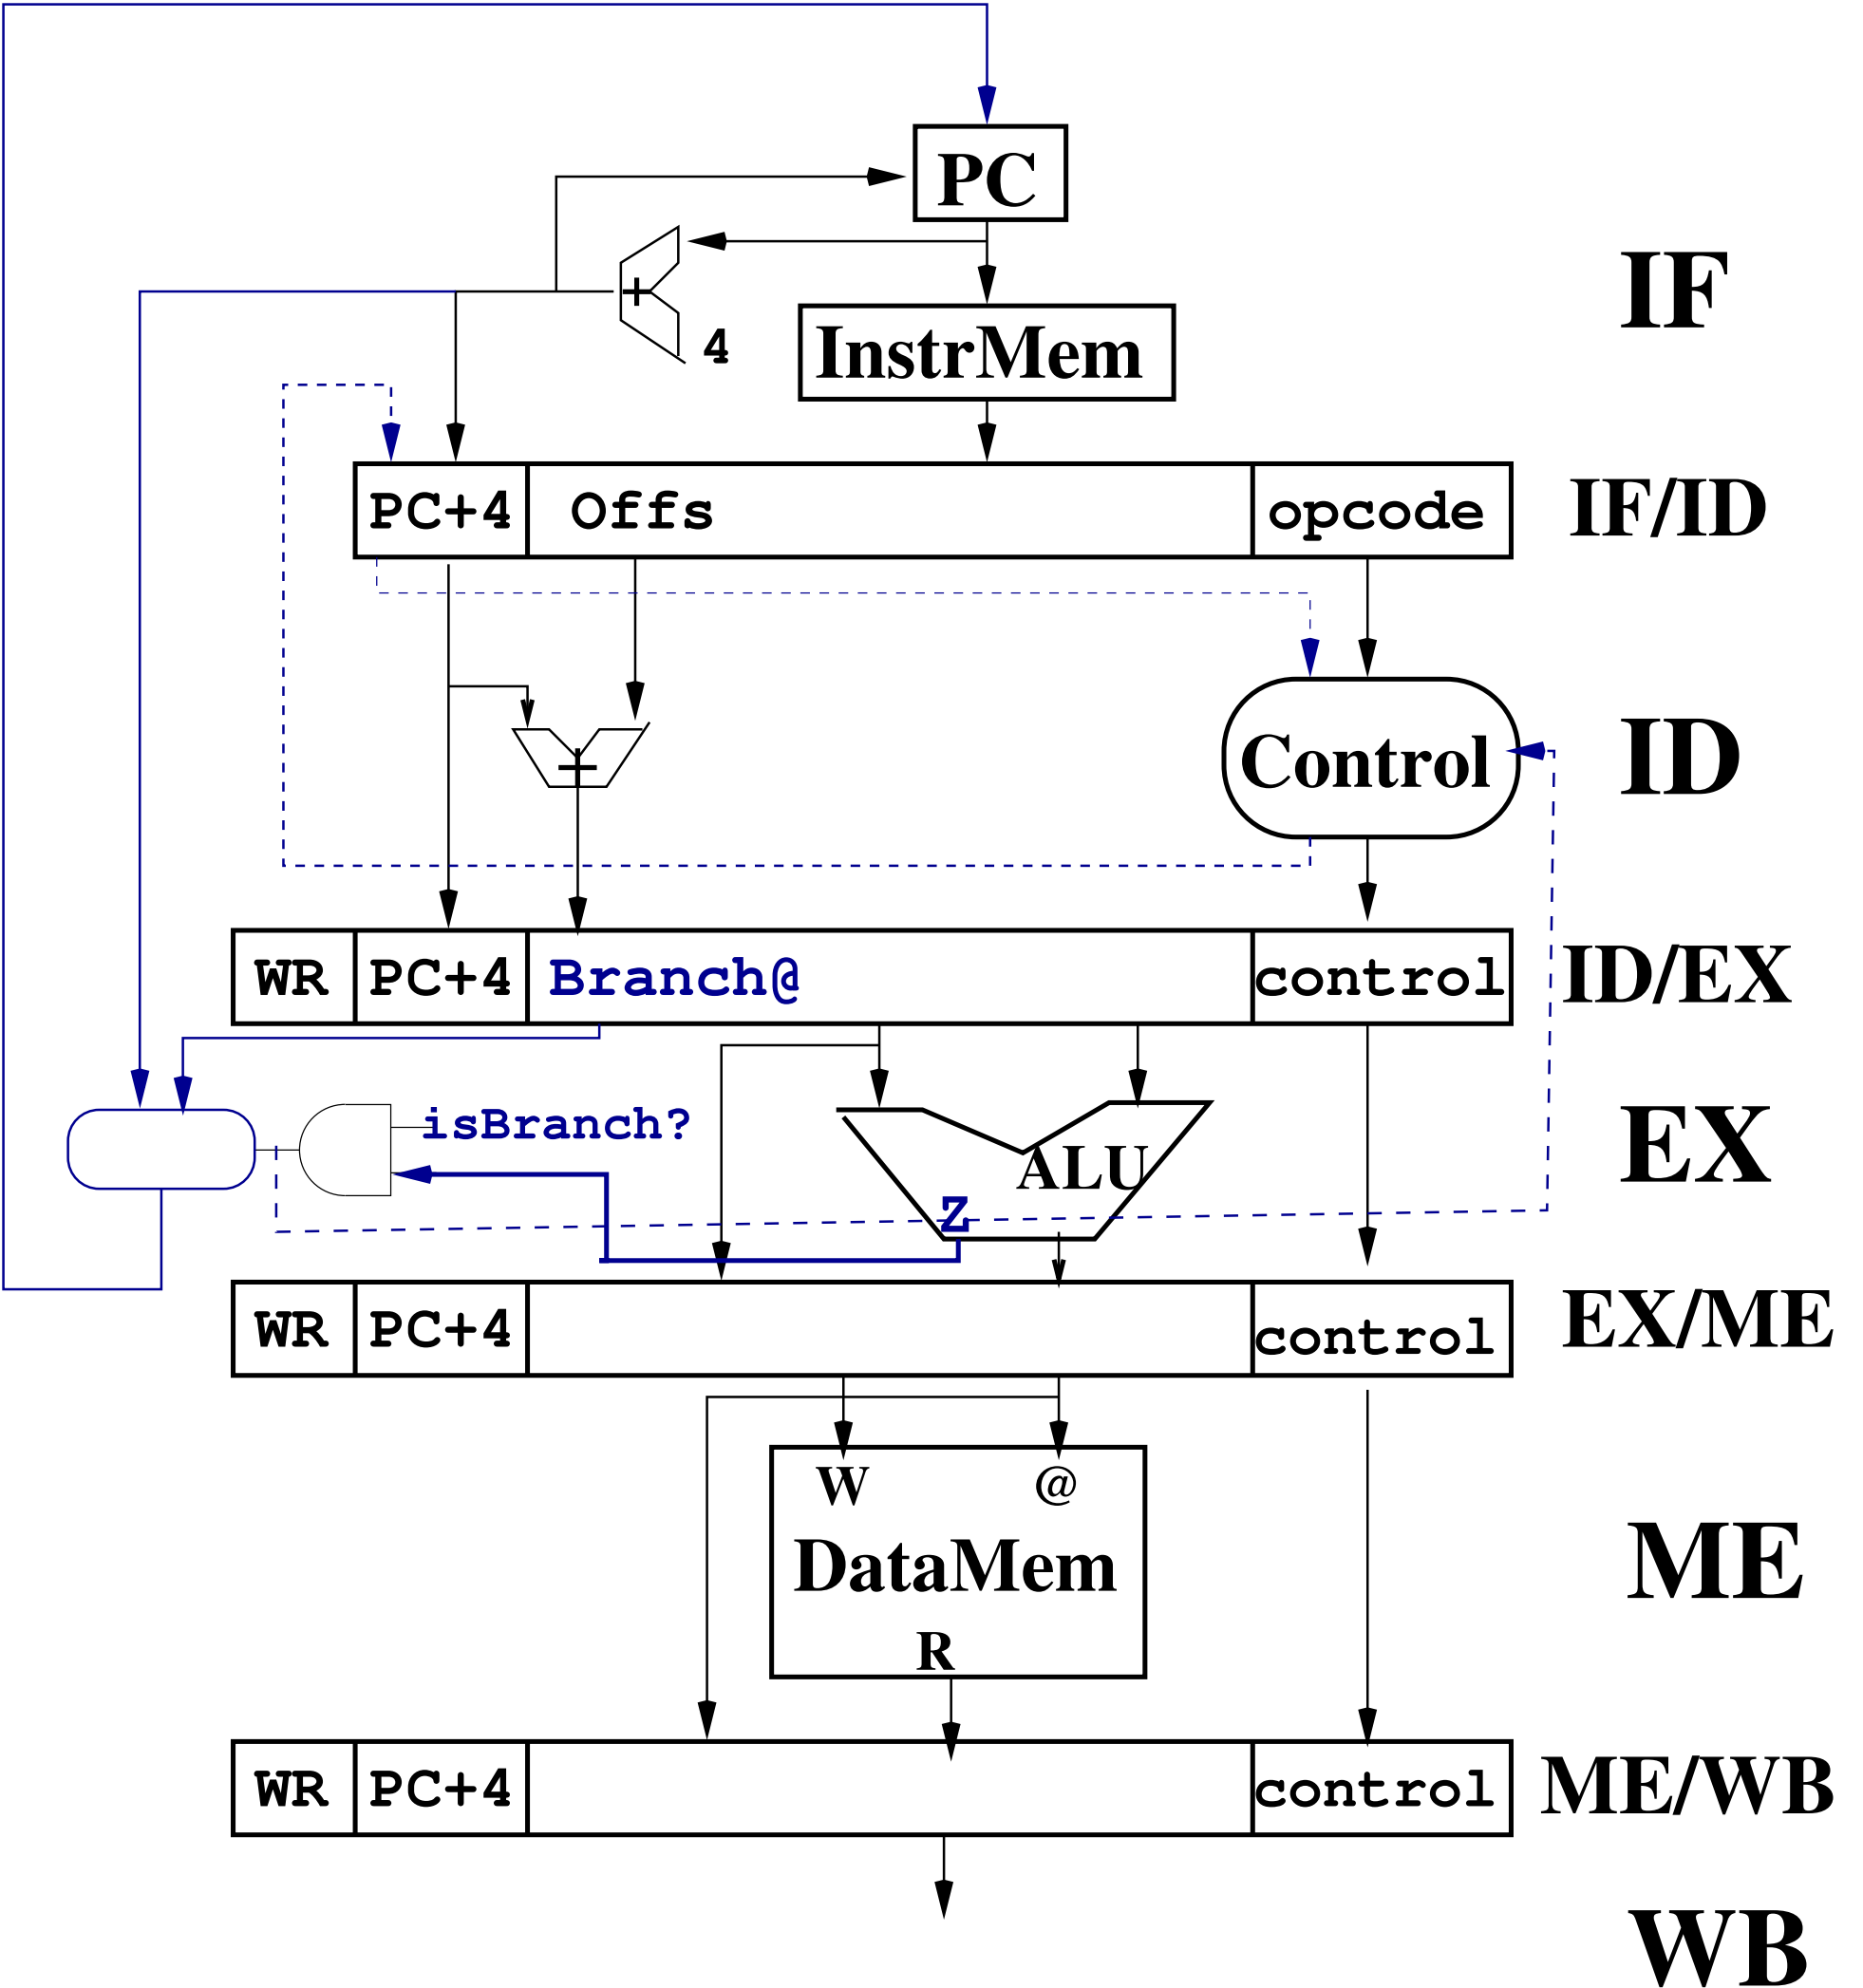 PC
IF
+
4
InstrMem
PC+4 Offs opcode IF/ID
+
Control
ID
WR PC+4 Branch@ control ID/EX
isBranch?
ALU
EX
Z
WR PC+4 control EX/ME
W @
DataMem
ME
R
WR PC+4 control ME/WB
WB